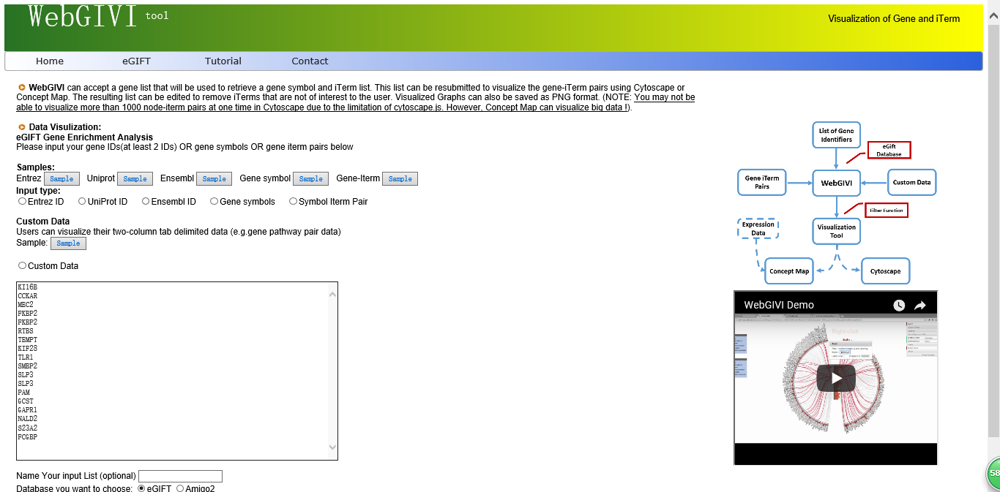 WebGIVI tool
Visualization of Gene and iTerm
Home eGIFT Tutorial Contact
WebGIVI can accept a gene list that will be used to retrieve a gene symbol and iTerm list. This list can be resubmitted to visualize the gene-iTerm pairs using Cytoscape or
Concept Map. The resulting list can be edited to remove iTerms that are not of interest to the user. Visualized Graphs can also be saved as PNG format. (NOTE: You may not be
able to visualize more than 1000 node-iterm pairs at one time in Cytoscape due to the limitation of cytoscape.js. However, Concept Map can visualize big data !).
Data Visulization:
eGIFT Gene Enrichment Analysis
Please input your gene IDs(at least 2 IDs) OR gene symbols OR gene iterm pairs below
Samples:
Entrez Sample Uniprot Sample Ensembl Sample Gene symbol Sample Gene-Iterm Sample
Input type:
Entrez ID UniProt ID Ensembl ID Gene symbols Symbol Iterm Pair
Custom Data
Users can visualize their two-column tab delimited data (e.g.gene pathway pair data)
Sample: Sample
Custom Data
KI16B
CCKAR
MBC2
FKBP2
FKBP2
RTBS
TEMPT
KIF28
TLR1
SMBP2
SLP3
SLP3
PAM
GCST
GAPR1
NALD2
S23A2
FCGBP
Name Your input List (optional)
Database you want to choose: eGIFT Amigo2
List of Gene
Identifiers
eGift
Database
Gene iTerm
Pairs
WebGIVI
Custom Data
Filter Function
Expression
Data
Visualization
Tool
Concept Map
Cytoscape
WebGIVI Demo
Right-click
58